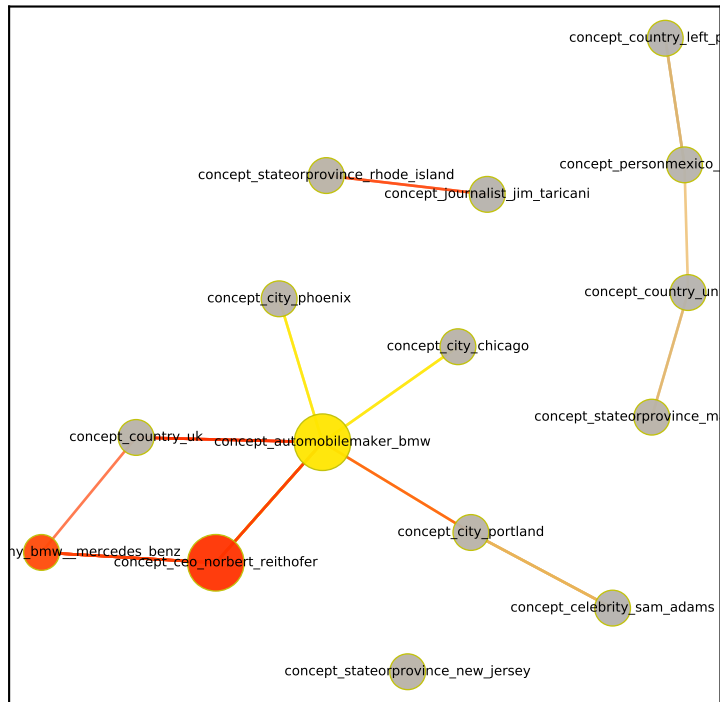 concept_country_left_p
concept_personmexico_
concept_stateorprovince_rhode_island
concept_journalist_jim_taricani
concept_country_un
concept_city_phoenix
concept_city_chicago
concept_stateorprovince_m
concept_country_uk
concept_automobilemaker_bmw
concept_city_portland
ny_bmw__mercedes_benz
concept_ceo_norbert_reithofer
concept_celebrity_sam_adams
concept_stateorprovince_new_jersey